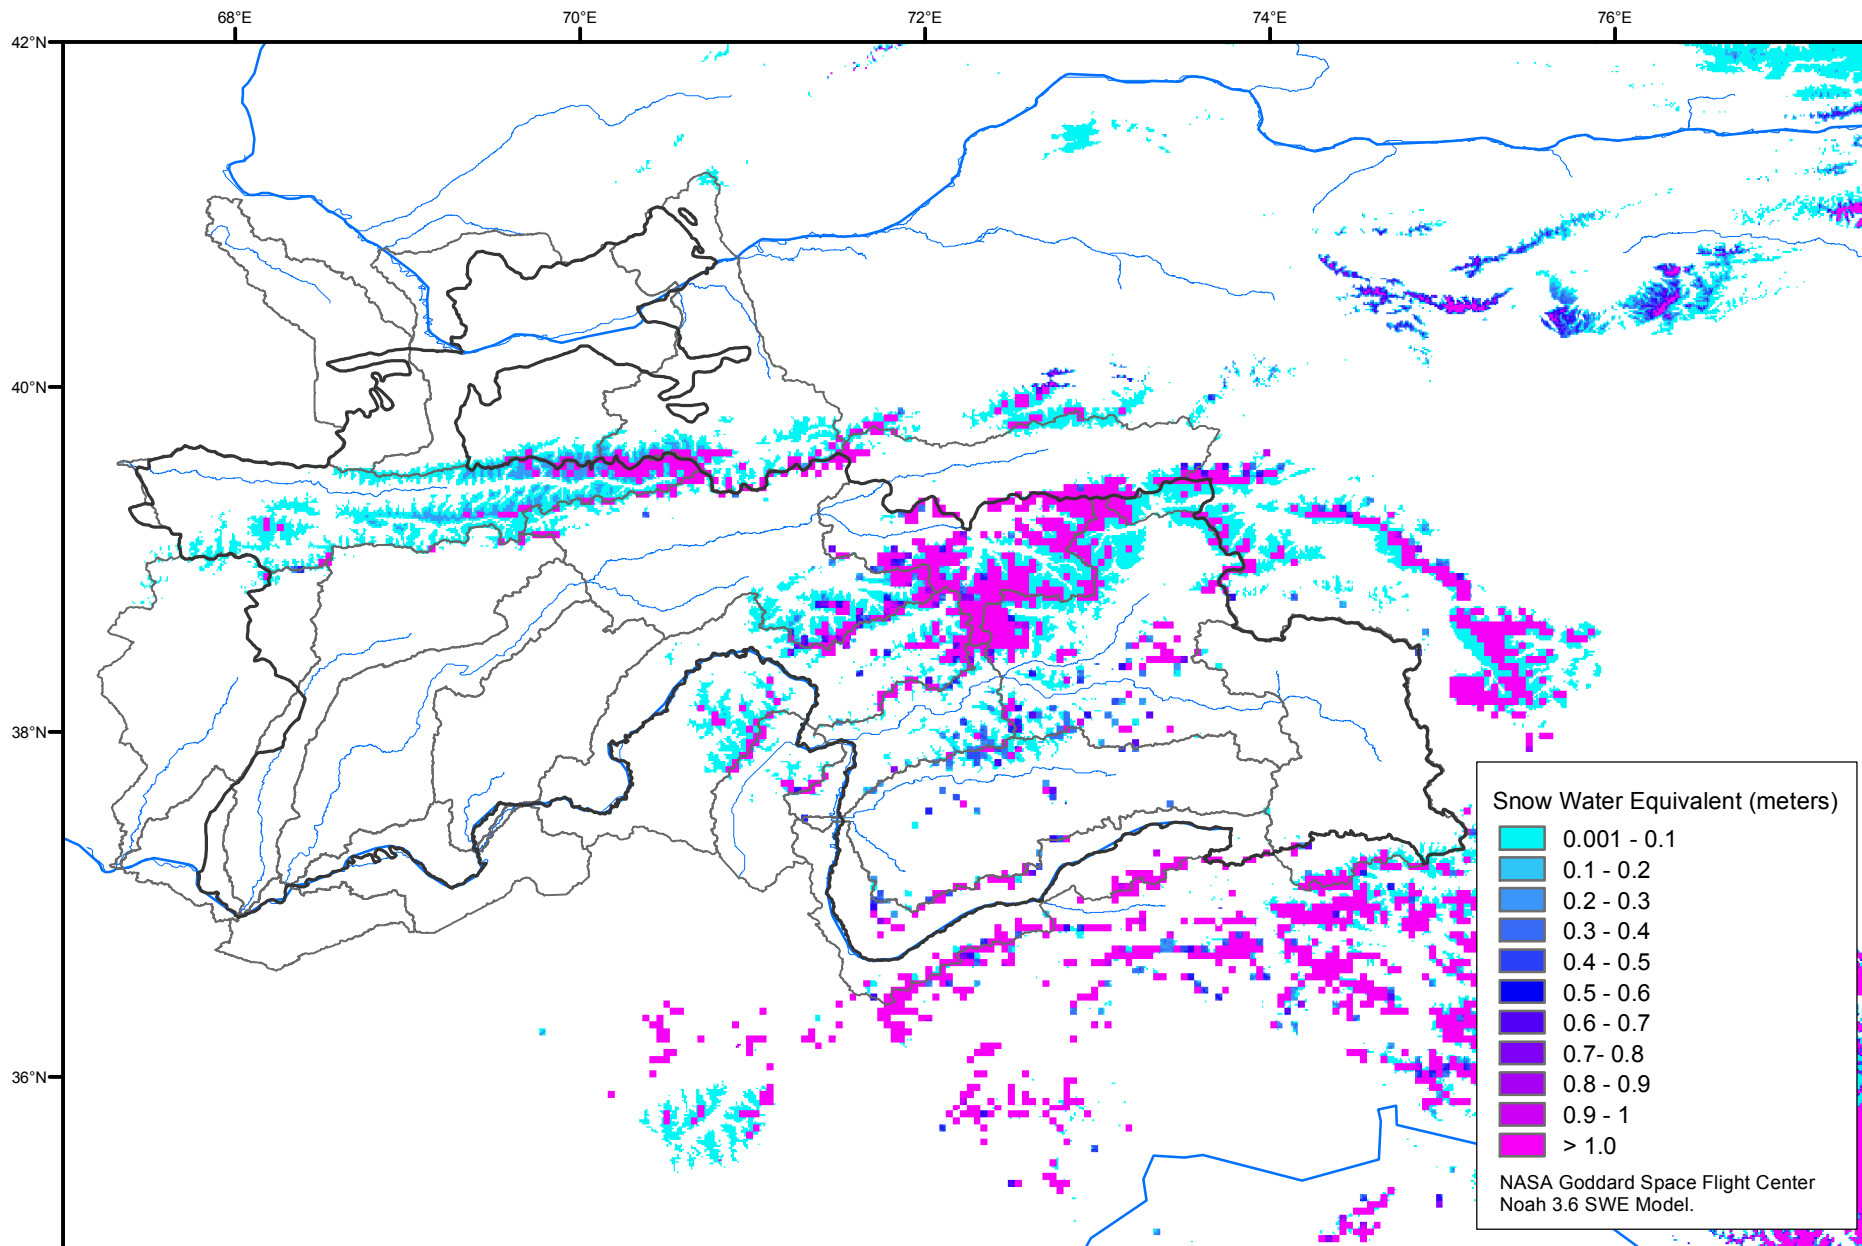 68°E
70°E
72°E
74°E
76°E
42°N
40°N
38°N
36°N
Snow Water Equivalent (meters)
0.001 - 0.1
0.1 - 0.2
0.2 - 0.3
0.3 - 0.4
0.4 - 0.5
0.5 - 0.6
0.6 - 0.7
0.7- 0.8
0.8 - 0.9
0.9 - 1
> 1.0
NASA Goddard Space Flight Center
Noah 3.6 SWE Model.